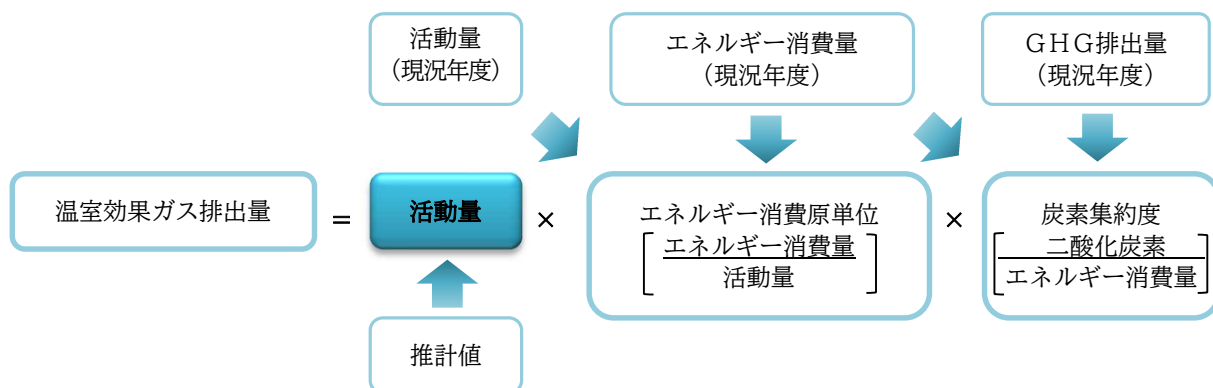 活動量
（現況年度）
エネルギー消費量
（現況年度）
ＧＨＧ排出量
（現況年度）
温室効果ガス排出量
＝
活動量
×
エネルギー消費原単位
エネルギー消費量
活動量
×
炭素集約度
二酸化炭素
エネルギー消費量
推計値